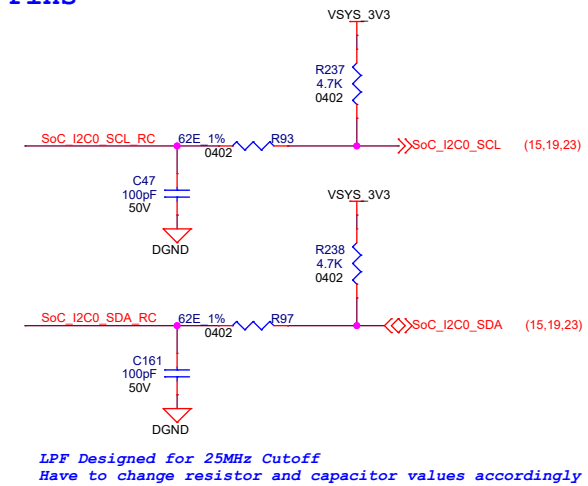 Pins
VSYS_3V3
R237
4.7K
0402
SoC_I2C0_SCL_RC 62E_1% R93 SoC_I2C0_SCL (15,19,23)
0402
C47
100pF
50V
DGND
VSYS_3V3
R238
4.7K
0402
SoC_I2C0_SDA_RC 62E_1% R97 SoC_I2C0_SDA (15,19,23)
0402
C161
100pF
50V
DGND
LPF Designed for 25MHz Cutoff
Have to change resistor and capacitor values accordingly